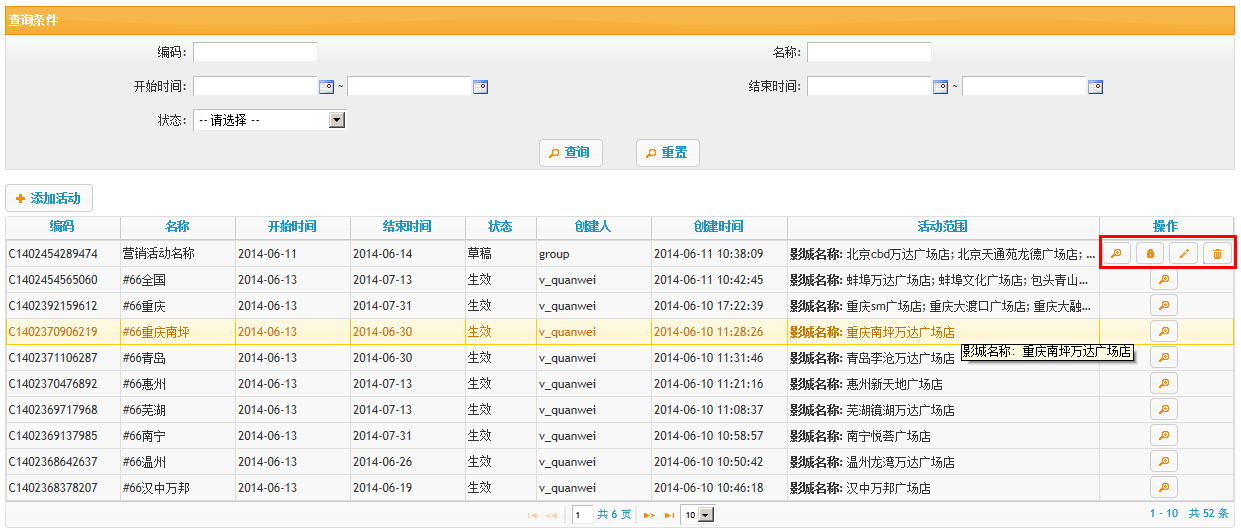 查询条件
编码: 名称:
开始时间: ~ 结束时间: ~
状态: -- 请选择 --
查询 重置
添加活动
编码 名称 开始时间 结束时间 状态 创建人 创建时间 活动范围 操作
C1402454289474 营销活动名称 2014-06-11 2014-06-14 草稿 group 2014-06-11 10:38:09 影城名称: 北京cbd万达广场店; 北京天通苑龙德广场店; ...
C1402454565060 #66全国 2014-06-13 2014-07-13 生效 v_quanwei 2014-06-11 10:42:45 影城名称: 蚌埠万达广场店; 蚌埠文化广场店; 包头青山...
C1402392159612 #66重庆 2014-06-13 2014-07-31 生效 v_quanwei 2014-06-10 17:22:39 影城名称: 重庆sm广场店; 重庆大渡口广场店; 重庆大融...
C1402370906219 #66重庆南坪 2014-06-13 2014-06-30 生效 v_quanwei 2014-06-10 11:28:26 影城名称: 重庆南坪万达广场店
影城名称: 重庆南坪万达广场店
C1402371106287 #66青岛 2014-06-13 2014-06-30 生效 v_quanwei 2014-06-10 11:31:46 影城名称: 青岛李沧万达广场店
C1402370476892 #66惠州 2014-06-13 2014-07-13 生效 v_quanwei 2014-06-10 11:21:16 影城名称: 惠州新天地广场店
C1402369717968 #66芜湖 2014-06-13 2014-07-13 生效 v_quanwei 2014-06-10 11:08:37 影城名称: 芜湖镜湖万达广场店
C1402369137985 #66南宁 2014-06-13 2014-07-31 生效 v_quanwei 2014-06-10 10:58:57 影城名称: 南宁悦荟广场店
C1402368642637 #66温州 2014-06-13 2014-06-26 生效 v_quanwei 2014-06-10 10:50:42 影城名称: 温州龙湾万达广场店
C1402368378207 #66汉中万邦 2014-06-13 2014-06-19 生效 v_quanwei 2014-06-10 10:46:18 影城名称: 汉中万邦广场店
1 共 6 页 10 1 - 10 共 52 条